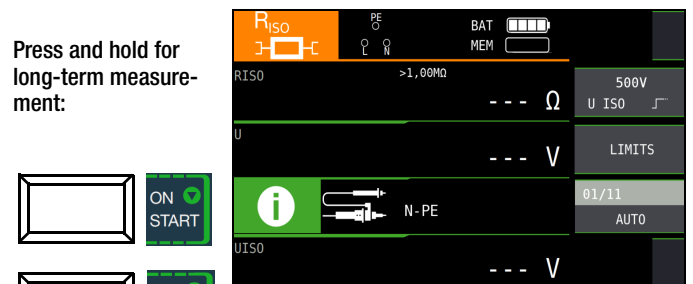 Press and hold for
long-term measure-
ment:
ON
START
RISO
PE
L N
BAT
MEM
RISO >1,00MΩ
--- Ω
U
--- V
i N-PE
UISO
--- V
500V
U ISO
LIMITS
01/11
AUTO